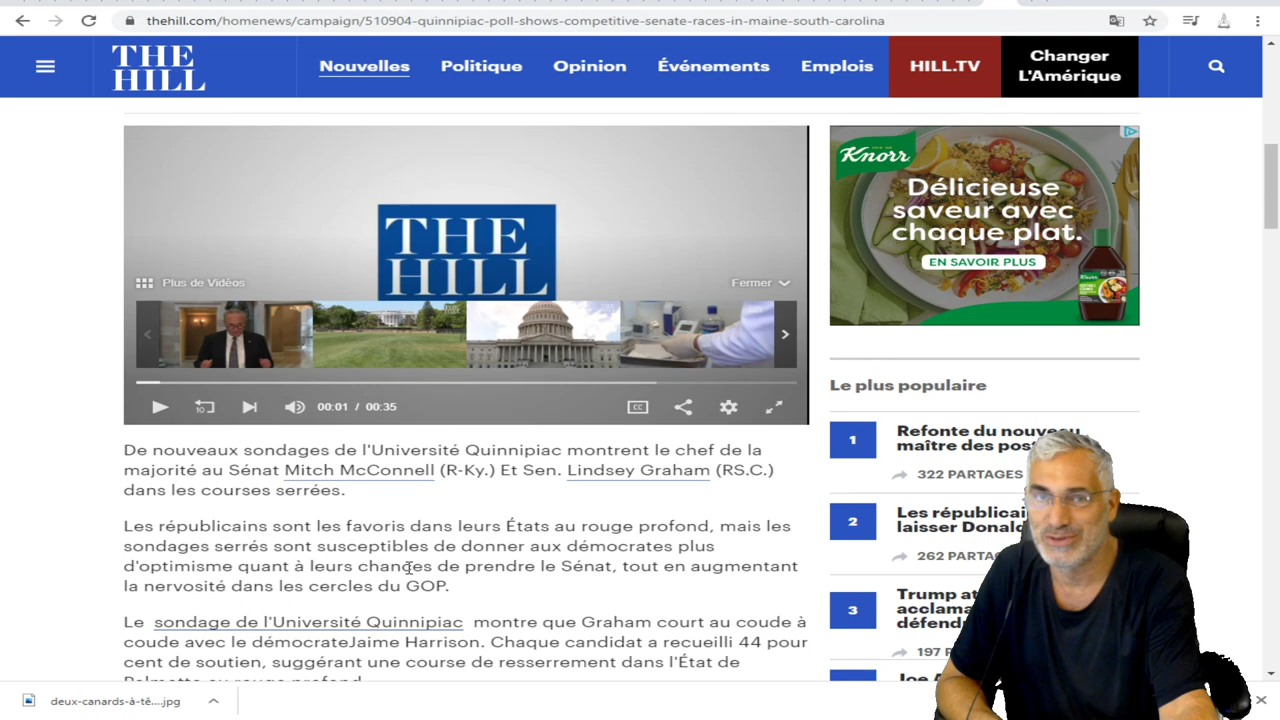 thehill.com/homenews/campaign/510904-quinnipiac-poll-shows-competitive-senate-races-in-maine-south-carolina
THE HILL
Nouvelles
Politique
Opinion
Événements
Emplois
HILL.TV
Changer
L'Amérique
THE
HILL
Plus de Vidéos
Fermer
10
00:01 / 00:35
CC
De nouveaux sondages de l'Université Quinnipiac montrent le chef de la
majorité au Sénat Mitch McConnell (R-Ky.) Et Sen. Lindsey Graham (RS.C.)
dans les courses serrées.
Les républicains sont les favoris dans leurs États au rouge profond, mais les
sondages serrés sont susceptibles de donner aux démocrates plus
d'optimisme quant à leurs chances de prendre le Sénat, tout en augmentant
la nervosité dans les cercles du GOP.
Le sondage de l'Université Quinnipiac montre que Graham court au coude à
coude avec le démocrateJaime Harrison. Chaque candidat a recueilli 44 pour
cent de soutien, suggérant une course de resserrement dans l'État de
Knorr
Délicieuse
saveur avec
chaque plat.
EN SAVOIR PLUS
Le plus populaire
1
Refonte du nouveau
maître des
322 PARTAGES
2
Les
laisser
262 PARTAGES
3
Trump
197
deux-canards-à-tê....jpg